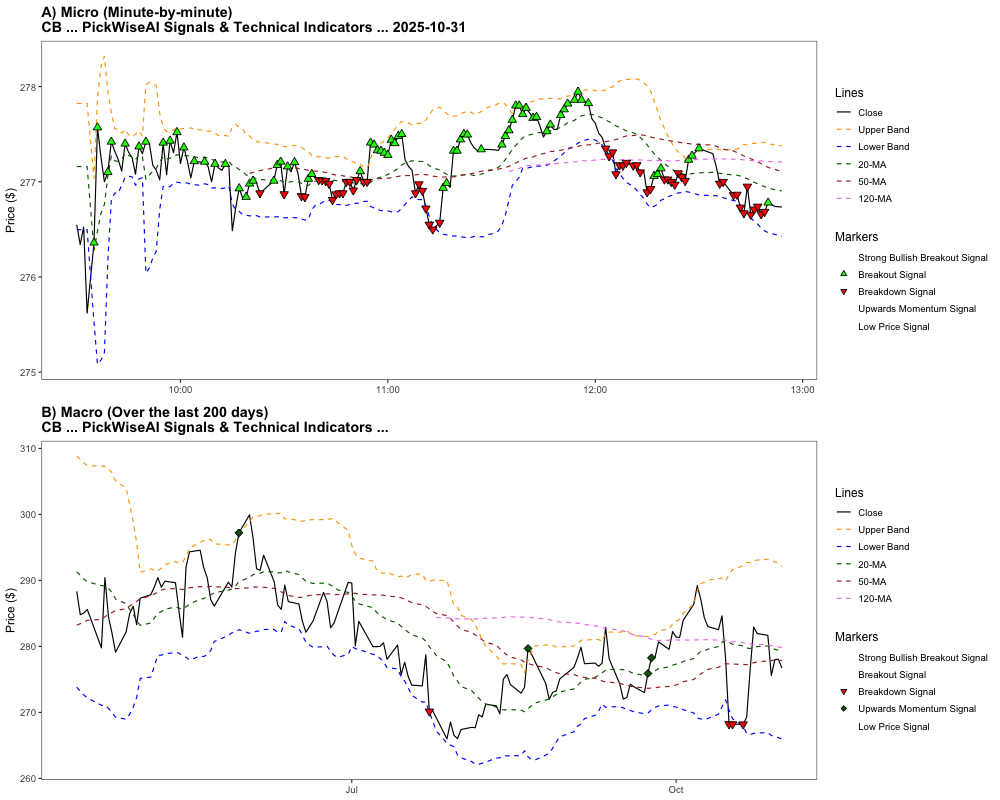 A) Micro (Minute-by-minute)
CB ... PickWiseAI Signals & Technical Indicators ... 2025-10-31
Price ($)
278
277
276
275
10:00
11:00
12:00
13:00
Lines
Close
Upper Band
Lower Band
20-MA
50-MA
120-MA
Markers
Strong Bullish Breakout Signal
Breakout Signal
Breakdown Signal
Upwards Momentum Signal
Low Price Signal
B) Macro (Over the last 200 days)
CB ... PickWiseAI Signals & Technical Indicators ...
Price ($)
310
300
290
280
270
260
Jul
Oct
Lines
Close
Upper Band
Lower Band
20-MA
50-MA
120-MA
Markers
Strong Bullish Breakout Signal
Breakout Signal
Breakdown Signal
Upwards Momentum Signal
Low Price Signal